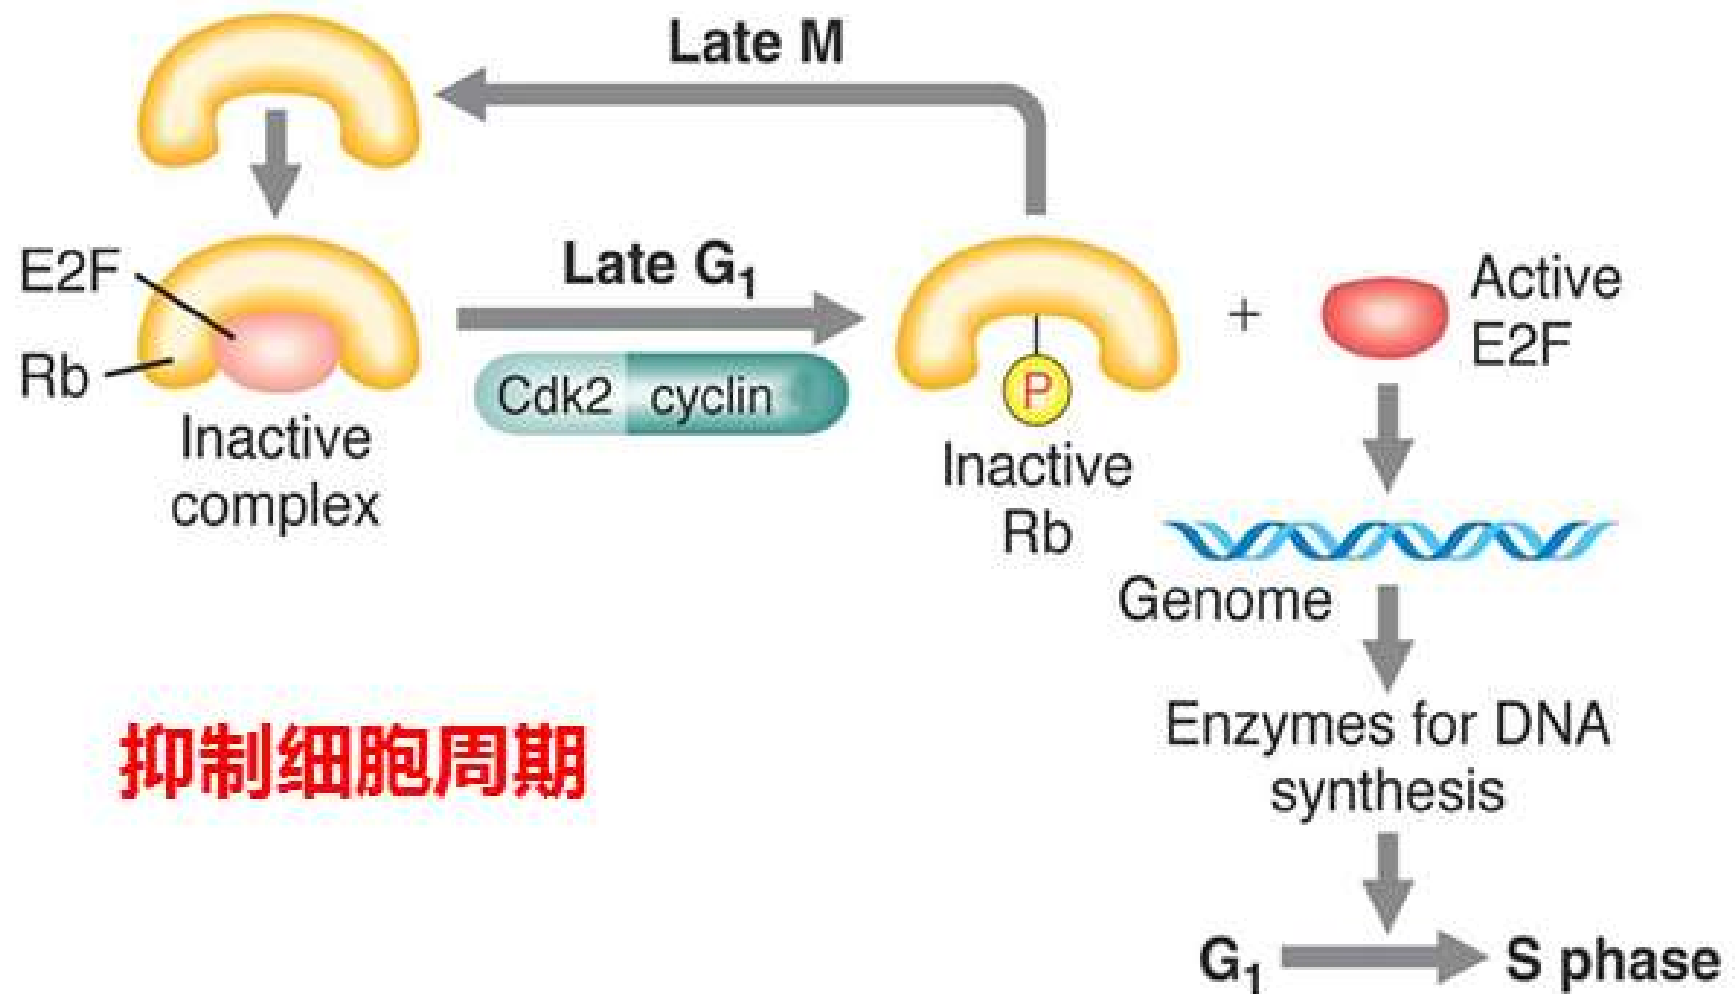 Late M
E2F
Rb
Inactive
complex
Late G₁
Cdk2 cyclin
P
Inactive
Rb
+
Active
E2F
Genome
Enzymes for DNA
synthesis
G₁ S phase
抑制细胞周期